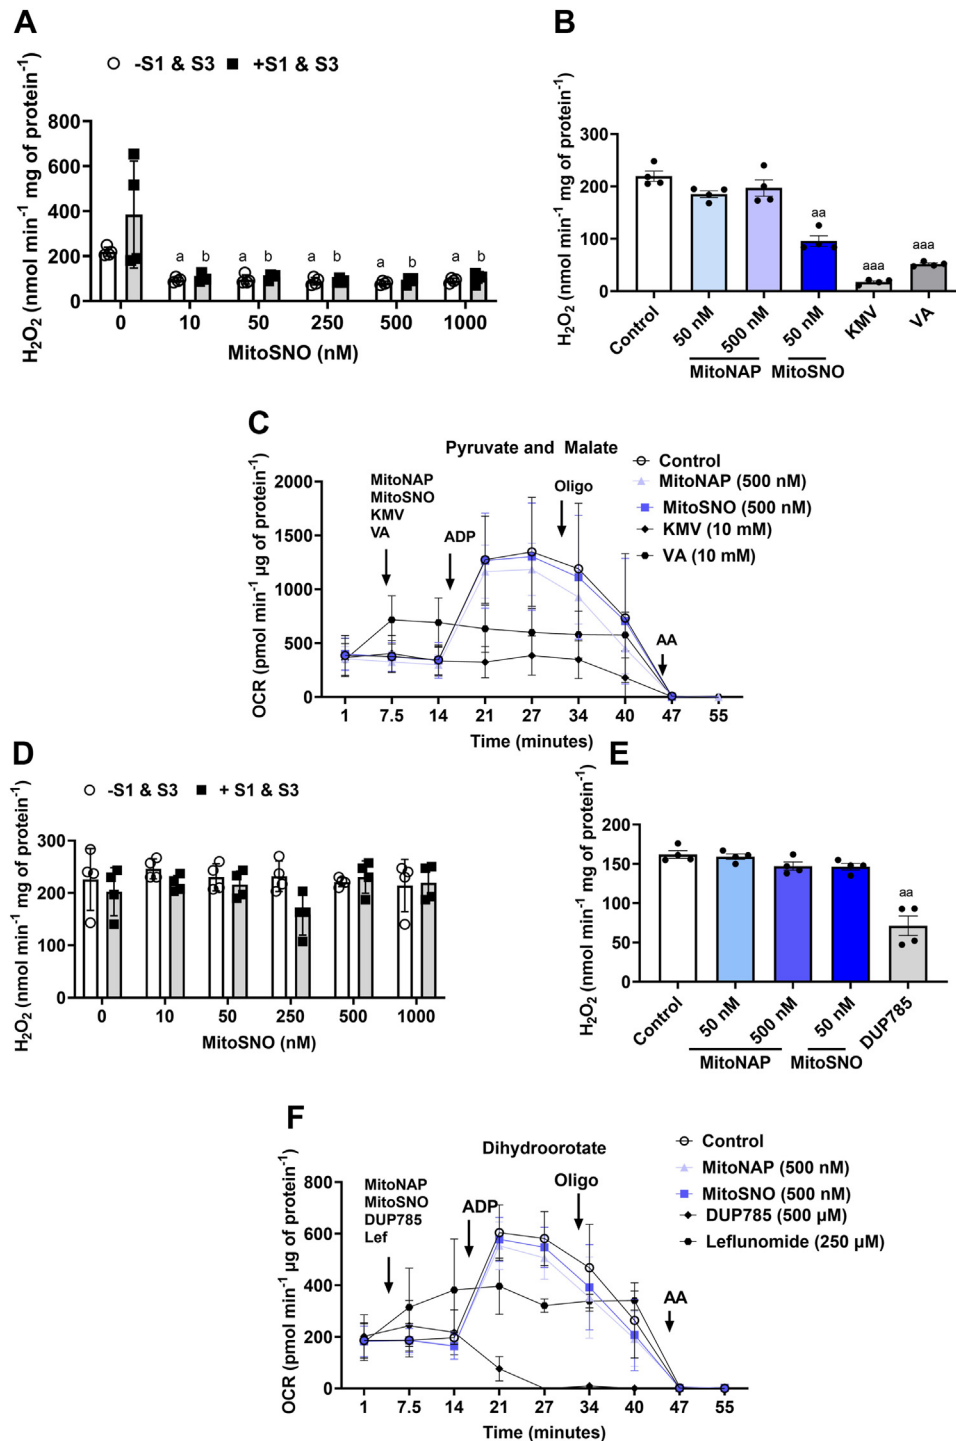 A
-S1 & S3 +S1 & S3
H₂O₂ (nmol min⁻¹ mg of protein⁻¹)
800
600
400
200
0
a b a b a b a b a b
0 10 50 250 500 1000
MitoSNO (nM)
B
H₂O₂ (nmol min⁻¹ mg of protein⁻¹)
300
200
100
0
aa
aaa
aaa
Control 50 nM 500 nM 50 nM KMV VA
MitoNAP MitoSNO
C
Pyruvate and Malate
MitoNAP
MitoSNO
KMV
VA
ADP
Oligo
AA
Control
MitoNAP (500 nM)
MitoSNO (500 nM)
KMV (10 mM)
VA (10 mM)
OCR (pmol min⁻¹ µg of protein⁻¹)
2000
1500
1000
500
0
1 7.5 14 21 27 34 40 47 55
Time (minutes)
D
-S1 & S3 + S1 & S3
H₂O₂ (nmol min⁻¹ mg of protein⁻¹)
300
200
100
0
0 10 50 250 500 1000
MitoSNO (nM)
E
H₂O₂ (nmol min⁻¹ mg of protein⁻¹)
200
150
100
50
0
aa
Control 50 nM 500 nM 50 nM DUP785
MitoNAP MitoSNO
F
Dihydroorotate
MitoNAP
MitoSNO
DUP785
Lef
ADP
Oligo
AA
Control
MitoNAP (500 nM)
MitoSNO (500 nM)
DUP785 (500 µM)
Leflunomide (250 µM)
OCR (pmol min⁻¹ µg of protein⁻¹)
800
600
400
200
0
1 7.5 14 21 27 34 40 47 55
Time (minutes)